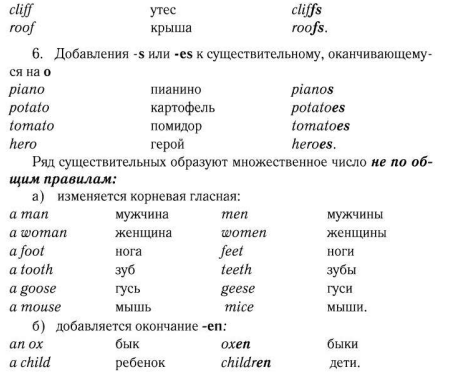 cliff утес cliffs
roof крыша roofs.
6. Добавления -s или -es к существительному, оканчивающему-
ся на о
piano пианино pianos
potato картофель potatoes
tomato помидор tomatoes
hero герой heroes.
Ряд существительных образуют множественное число не по об-
щим правилам:
а) изменяется корневая гласная:
a man мужчина men мужчины
a woman женщина women женщины
a foot нога feet ноги
a tooth зуб teeth зубы
a goose гусь geese гуси
a mouse мышь mice мыши.
б) добавляется окончание -en:
an ox бык oxen быки
a child ребенок children дети.